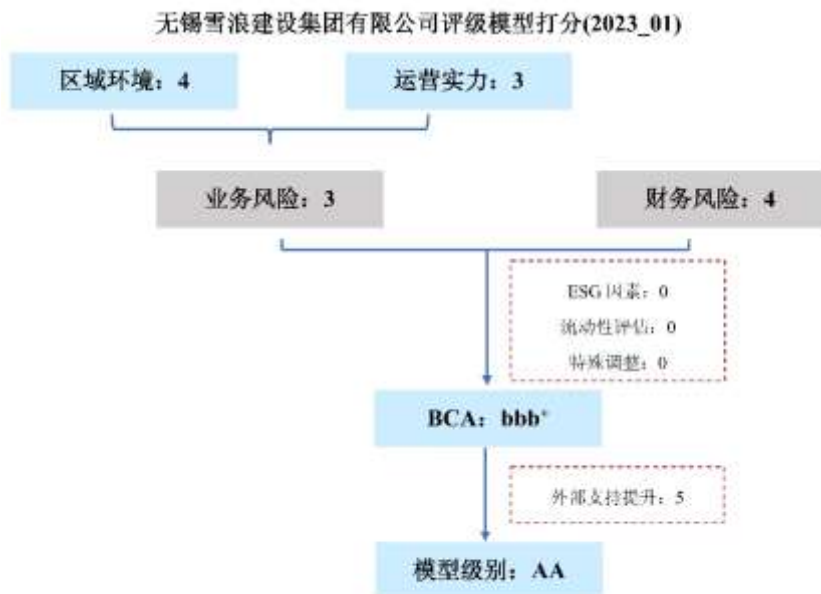 无锡雪浪建设集团有限公司评级模型打分(2023_01)
区域环境：4
运营实力：3
业务风险：3
财务风险：4
ESG 因素：0
流动性评估：0
特殊调整：0
BCA：bbb⁺
外部支持提升：5
模型级别：AA